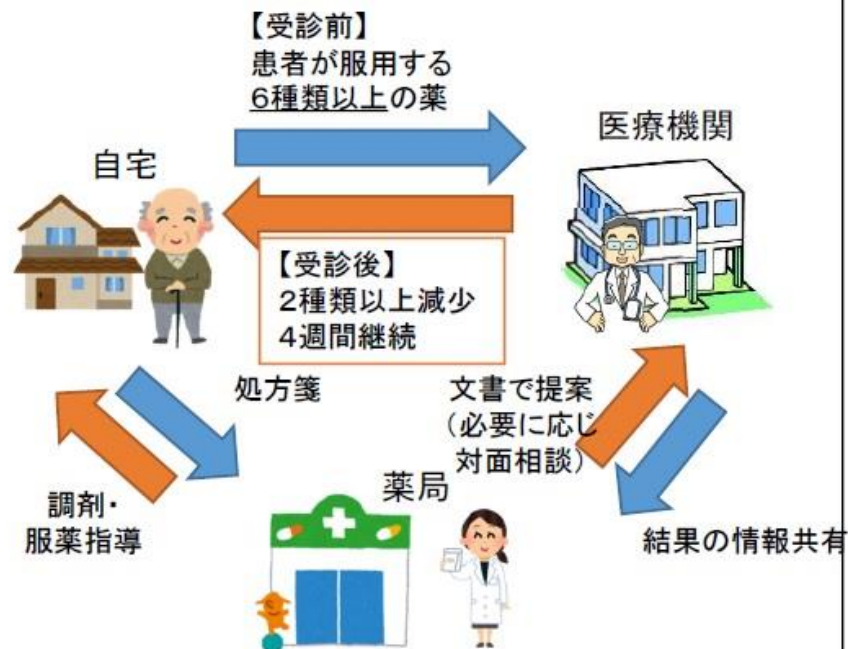 【受診前】
患者が服用する
6種類以上の薬
医療機関
自宅
【受診後】
2種類以上減少
4週間継続
処方箋
文書で提案
(必要に応じ
対面相談)
薬局
調剤・
服薬指導
結果の情報共有